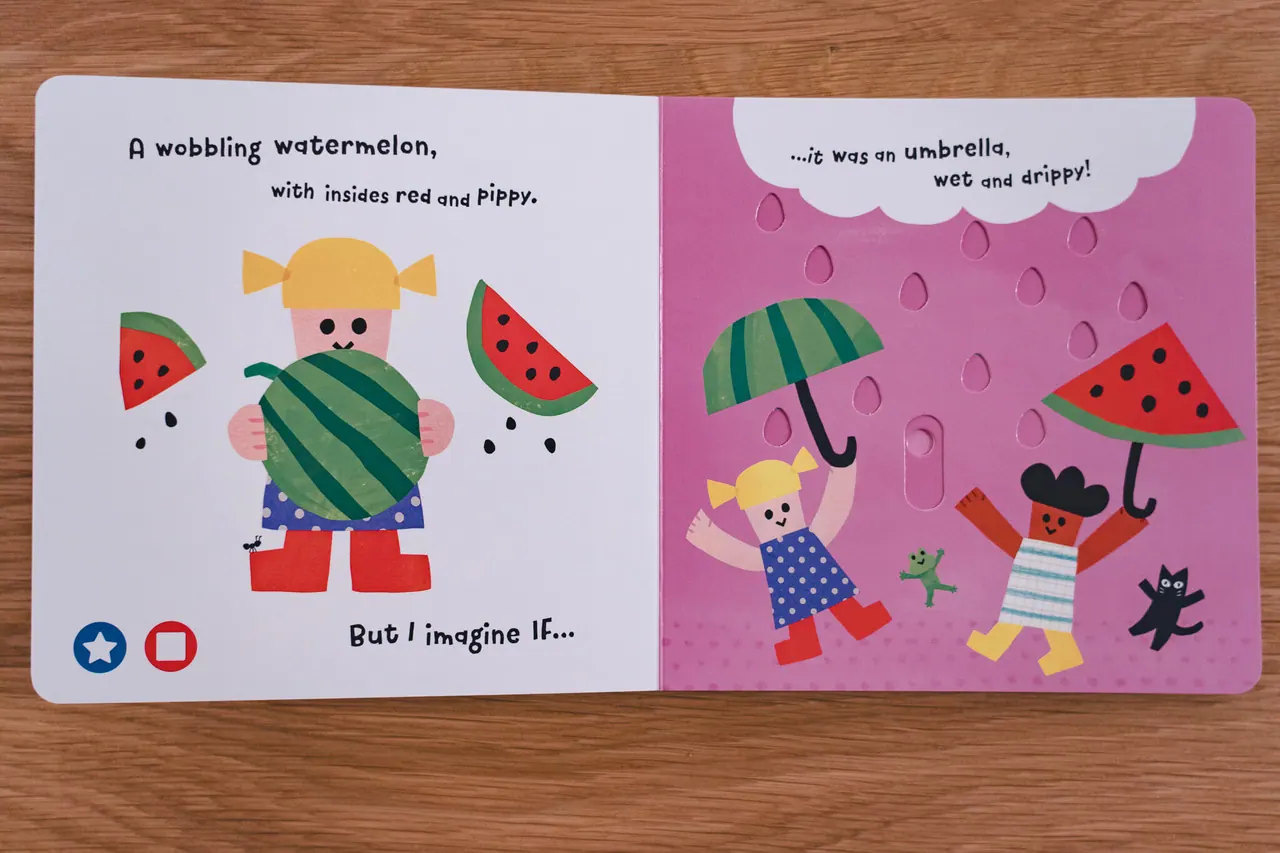 A wobbling watermelon,
with insides red and pippy.
But I imagine IF...
...it was an umbrella,
wet and drippy!